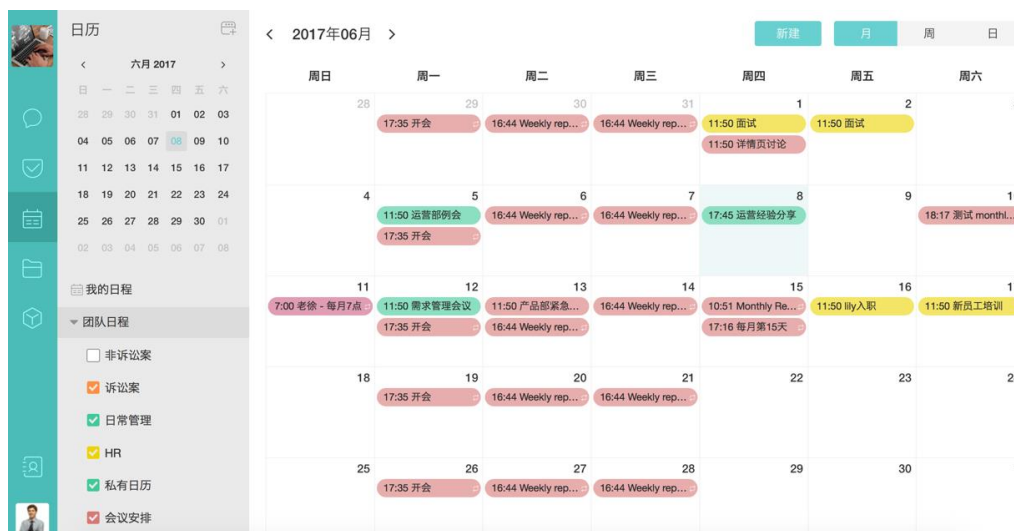 日历
六月 2017
日 一 二 三 四 五 六
28 29 30 31 01 02 03
04 05 06 07 08 09 10
11 12 13 14 15 16 17
18 19 20 21 22 23 24
25 26 27 28 29 30 01
02 03 04 05 06 07 08
我的日程
团队日程
非诉讼案
诉讼案
日常管理
HR
私有日历
会议安排
2017年06月
新建 月 周 日
周日 周一 周二 周三 周四 周五 周六
28 29 30 31 1 2
17:35 开会 16:44 Weekly rep... 16:44 Weekly rep... 11:50 面试 11:50 面试
11:50 详情页讨论
4 5 6 7 8 9
11:50 运营部例会 16:44 Weekly rep... 16:44 Weekly rep... 17:45 运营经验分享 18:17 测试 monthl...
17:35 开会
11 12 13 14 15 16
7:00 老徐 - 每月7点 11:50 需求管理会议 11:50 产品部紧急... 16:44 Weekly rep... 10:51 Monthly Re... 11:50 lily入职 11:50 新员工培训
17:35 开会 16:44 Weekly rep... 17:16 每月第15天
18 19 20 21 22 23
17:35 开会 16:44 Weekly rep... 16:44 Weekly rep...
25 26 27 28 29 30
17:35 开会 16:44 Weekly rep... 16:44 Weekly rep...